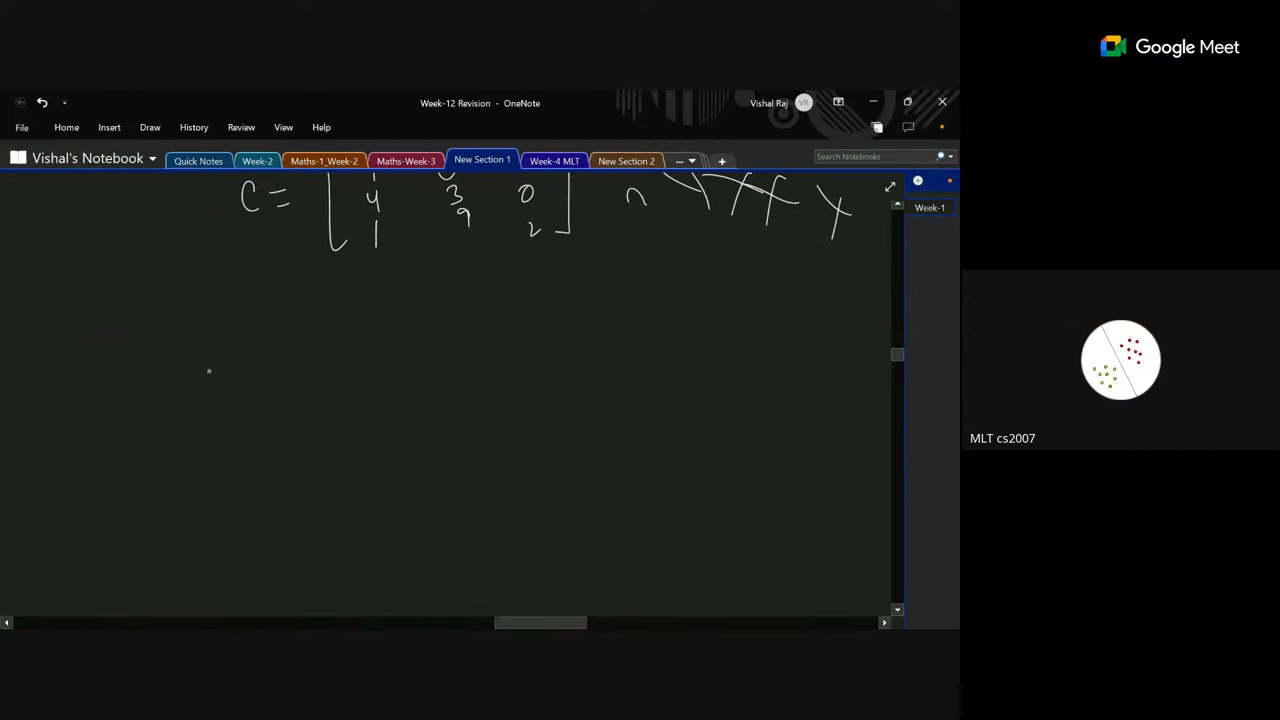 Google Meet
Week-12 Revision - OneNote
Vishal Raj VR
File Home Insert Draw History Review View Help
Vishal's Notebook Quick Notes Week-2 Maths-1_Week-2 Maths-Week-3 New Section 1 Week-4 MLT New Section 2 ... + Search Notebooks
Week-1
C =
4 3 0 n
9
1 2
y
MLT cs2007